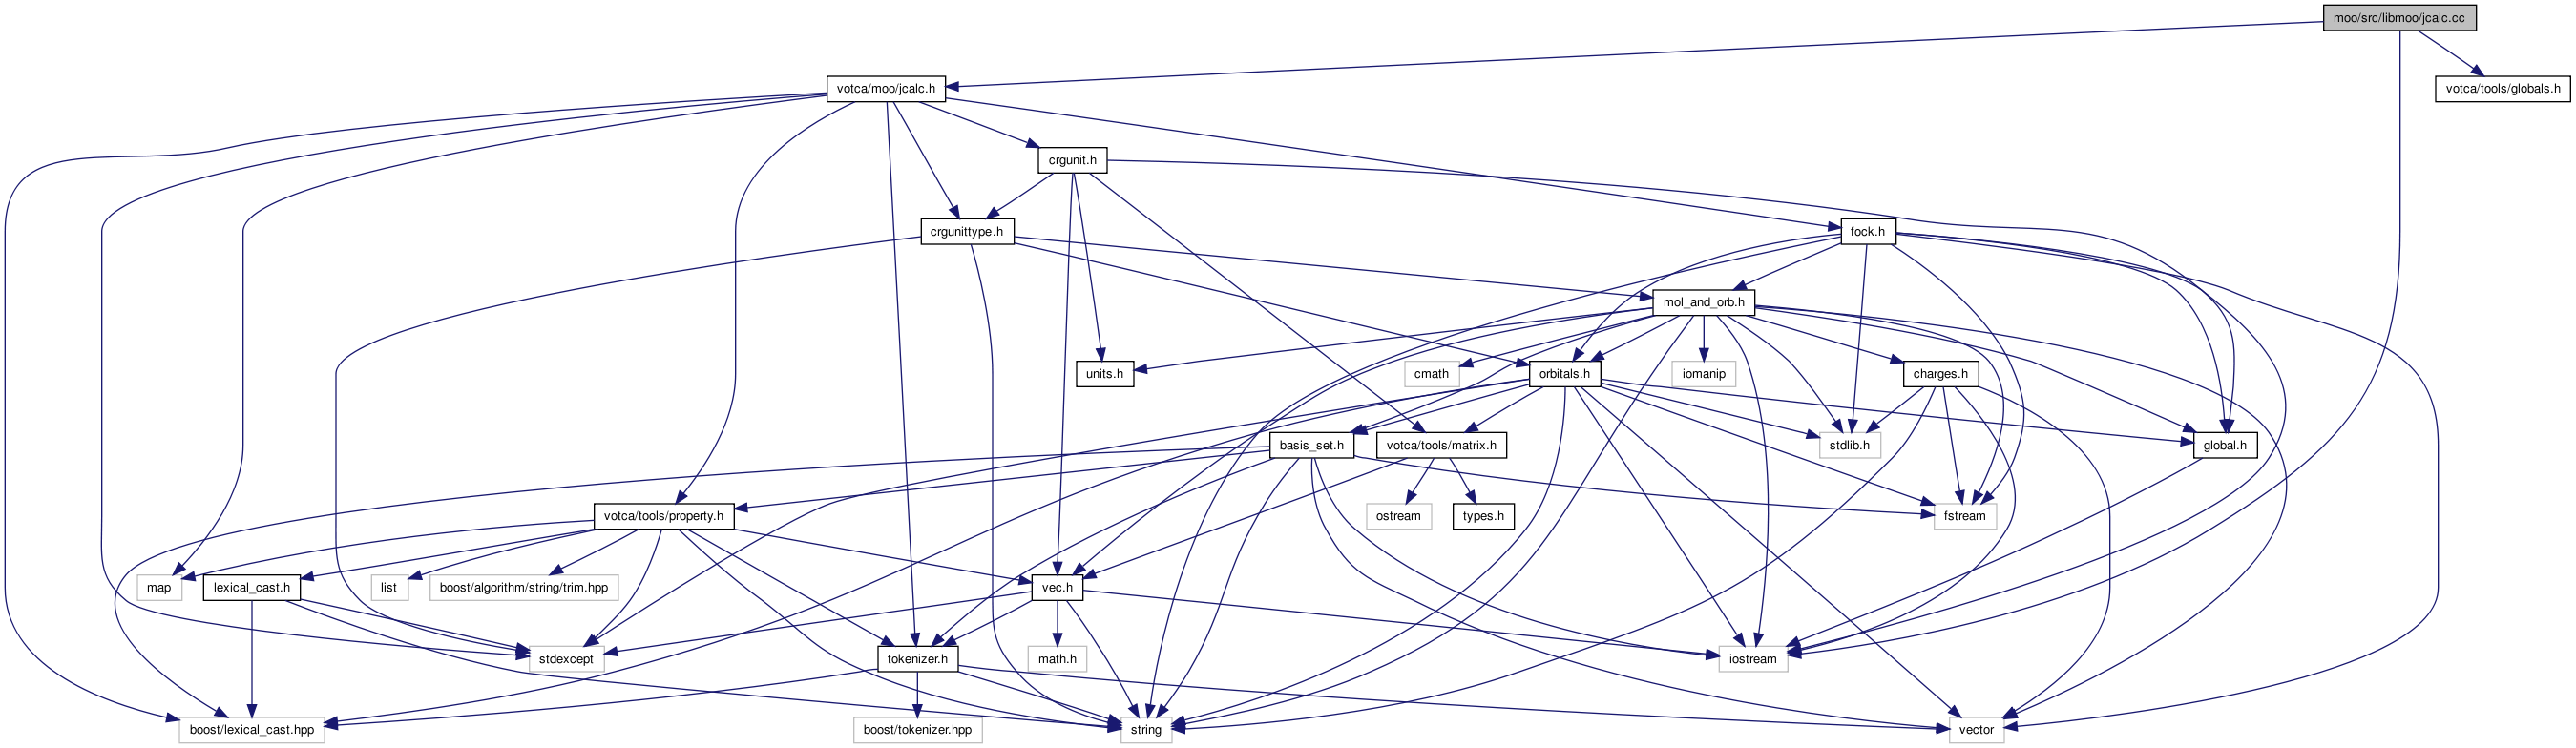 moo/src/libmoo/jcalc.cc
votca/moo/jcalc.h
votca/tools/globals.h
crgunit.h
crgunittype.h
fock.h
mol_and_orb.h
units.h
cmath
orbitals.h
iomanip
charges.h
basis_set.h
votca/tools/matrix.h
stdlib.h
global.h
votca/tools/property.h
ostream
types.h
fstream
map
lexical_cast.h
list
boost/algorithm/string/trim.hpp
vec.h
stdexcept
tokenizer.h
math.h
iostream
boost/lexical_cast.hpp
boost/tokenizer.hpp
string
vector